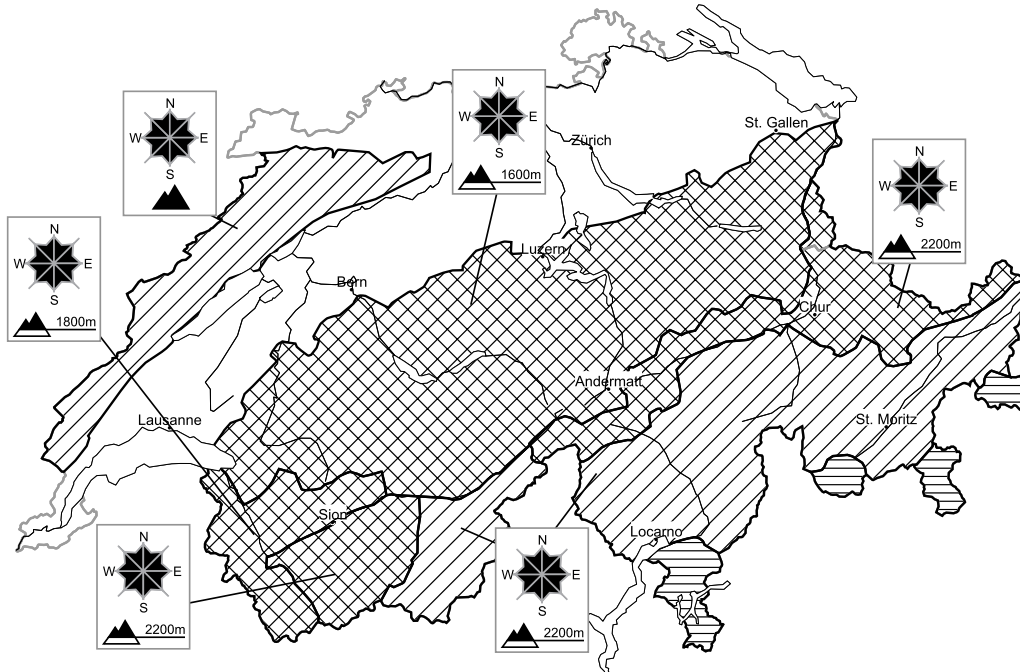 N
W E
S
1600m
N
W E
S
St. Gallen
Zürich
N
W E
S
2200m
N
W E
S
1800m
Luzern
Bern
Chur
Andermatt
Lausanne
St. Moritz
Sion
Locarno
N
W E
S
2200m
N
W E
S
2200m